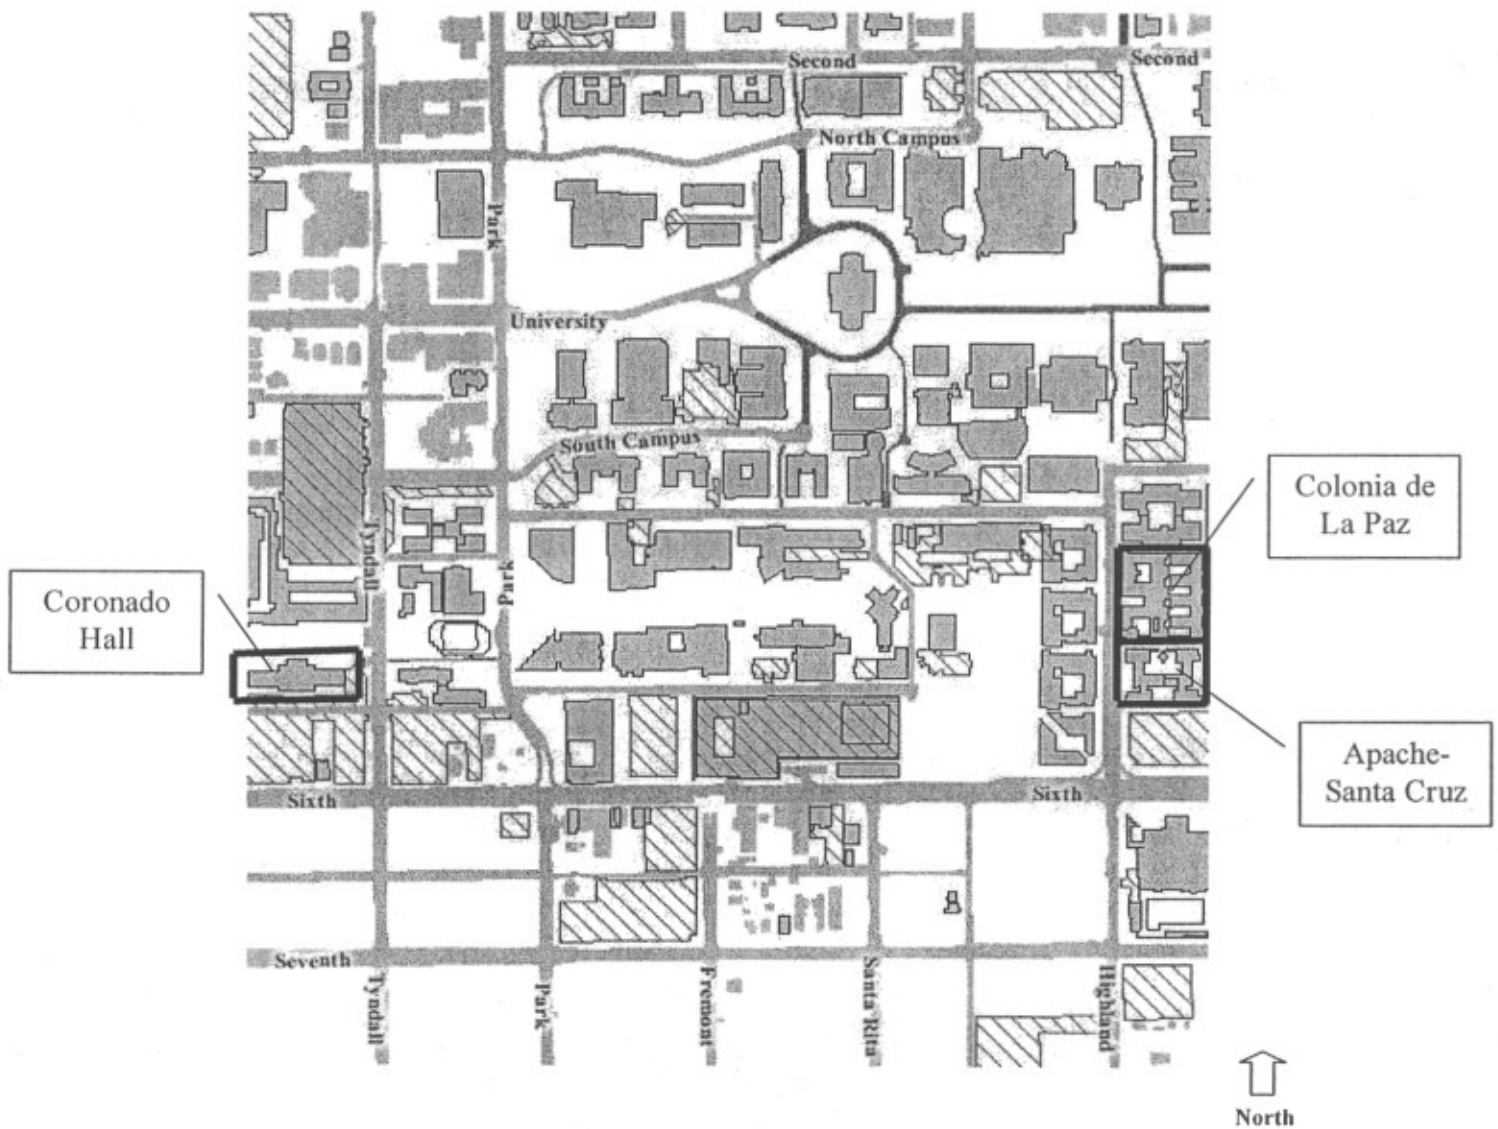 Second
Second
North Campus
Park
University
South Campus
Colonia de
La Paz
Tyndall
Park
Coronado
Hall
Apache-
Santa Cruz
Sixth
Sixth
Seventh
Tyndall
Park
Fremont
Santa Rita
Highland
North